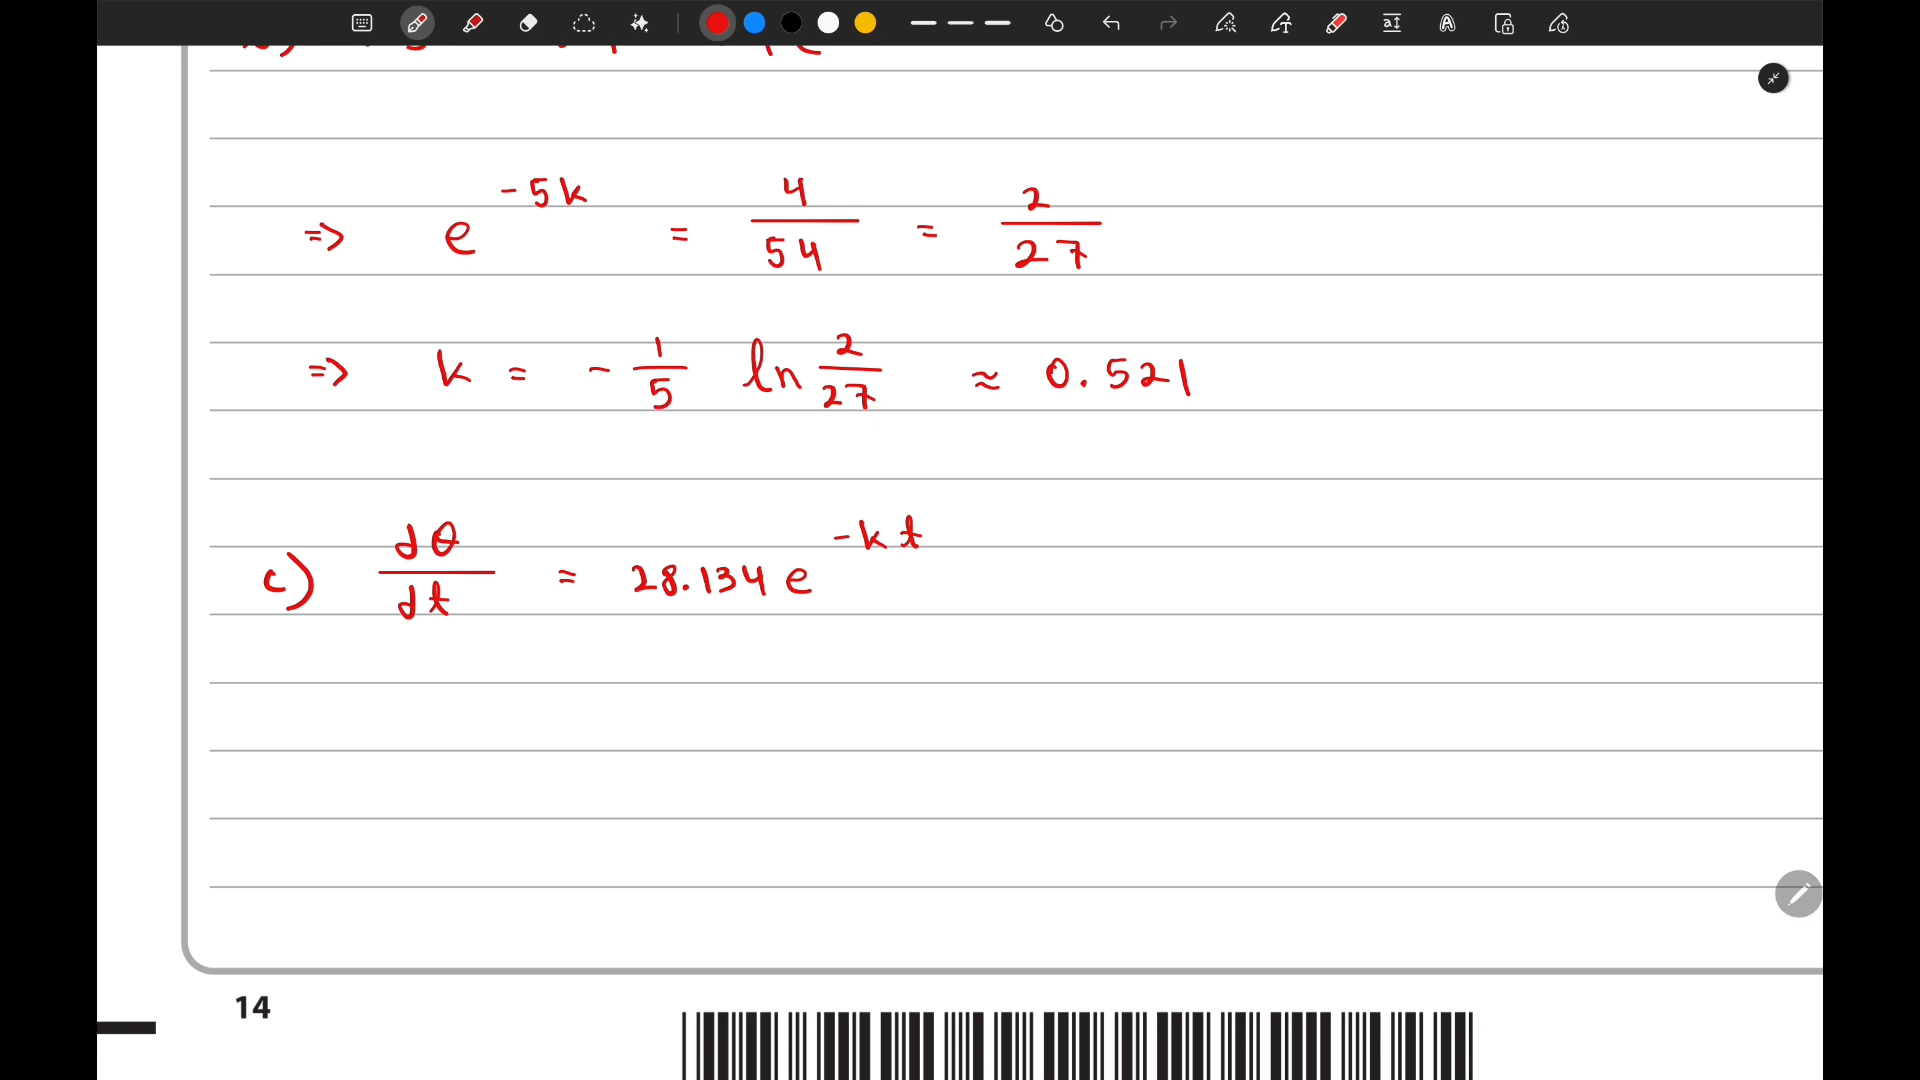 => e^{-5k} = 4/54 = 2/27
=> k = - 1/5 ln 2/27 ≈ 0.521
c) dθ/dt = 28.134 e^{-kt}
14